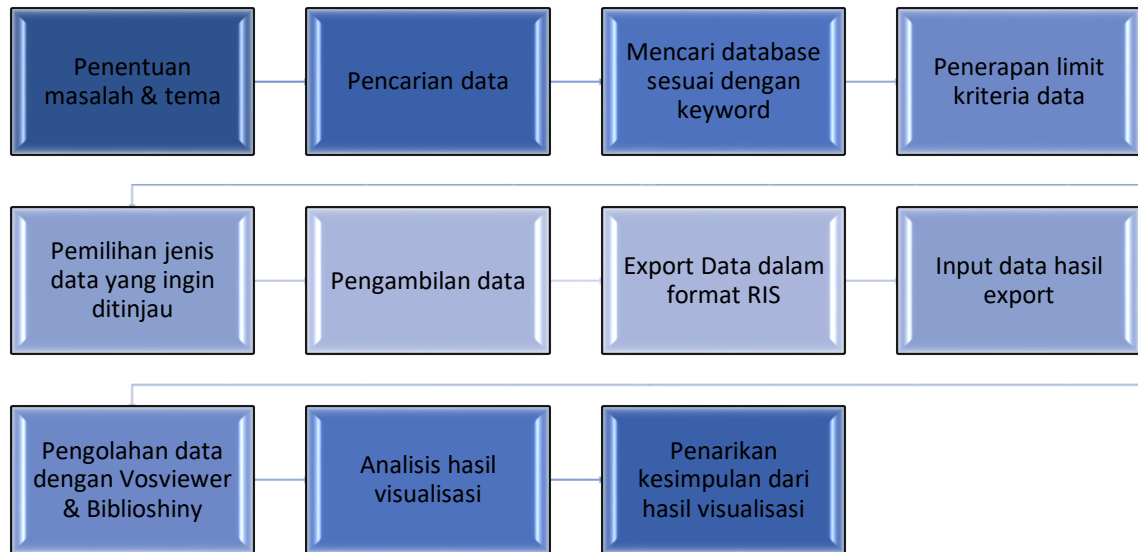 Penentuan
masalah & tema
Pencarian data
Mencari database
sesuai dengan
keyword
Penerapan limit
kriteria data
Pemilihan jenis
data yang ingin
ditinjau
Pengambilan data
Export Data dalam
format RIS
Input data hasil
export
Pengolahan data
dengan Vosviewer
& Biblioshiny
Analisis hasil
visualisasi
Penarikan
kesimpulan dari
hasil visualisasi